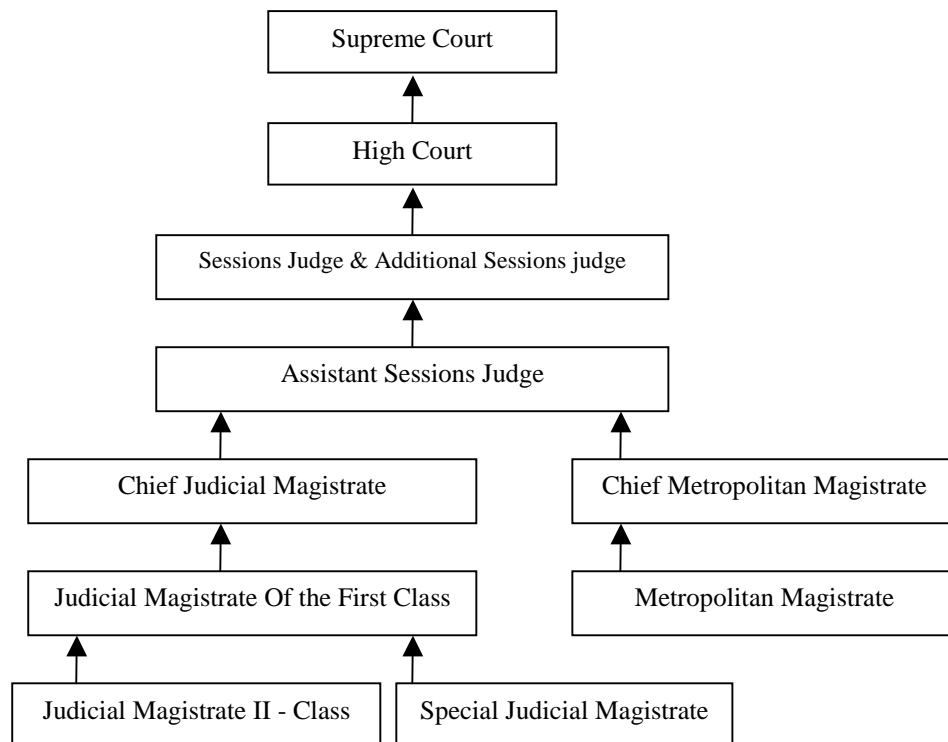 Supreme Court
High Court
Sessions Judge & Additional Sessions judge
Assistant Sessions Judge
Chief Judicial Magistrate
Chief Metropolitan Magistrate
Judicial Magistrate Of the First Class
Metropolitan Magistrate
Judicial Magistrate II - Class
Special Judicial Magistrate